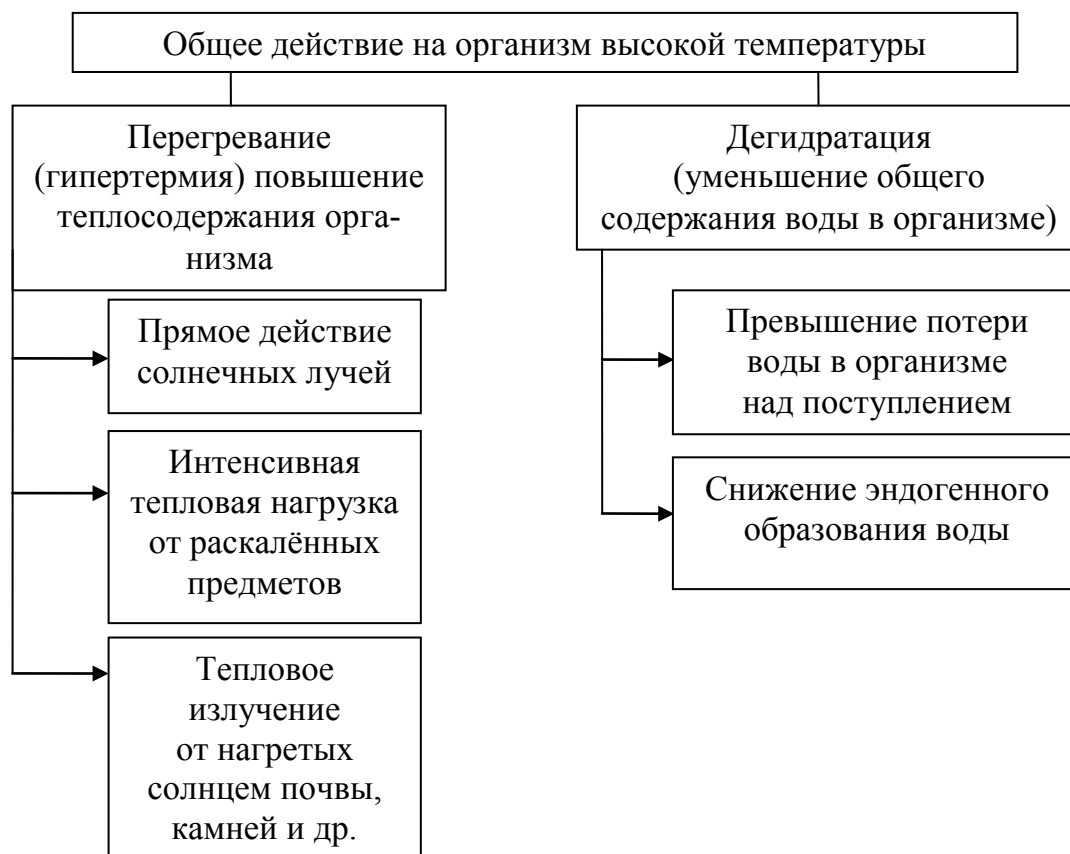 Общее действие на организм высокой температуры
Перегревание
(гипертермия) повышение
теплосодержания орга-
низма
Прямое действие
солнечных лучей
Интенсивная
тепловая нагрузка
от раскалённых
предметов
Тепловое
излучение
от нагретых
солнцем почвы,
камней и др.
Дегидратация
(уменьшение общего
содержания воды в организме)
Превышение потери
воды в организме
над поступлением
Снижение эндогенного
образования воды